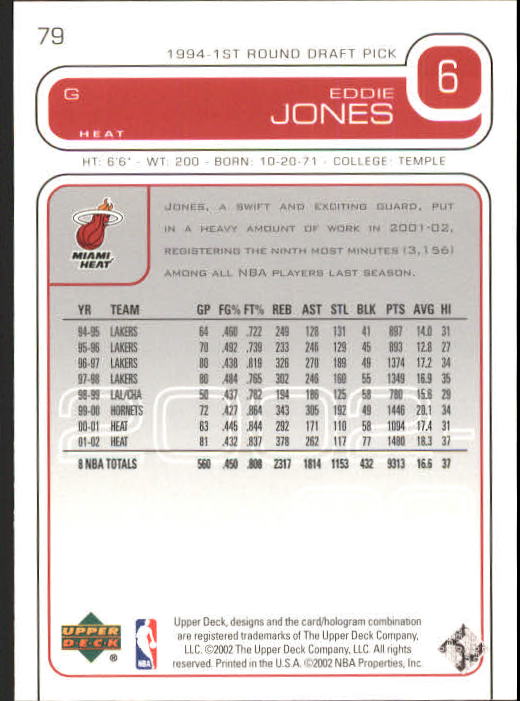 79
1994-1ST ROUND DRAFT PICK
6
G
EDDIE
JONES
HEAT
HT: 6'6" - WT: 200 - BORN: 10-20-71 - COLLEGE: TEMPLE
JONES, A SWIFT AND EXCITING GUARD, PUT
IN A HEAVY AMOUNT OF WORK IN 2001-02,
REGISTERING THE NINTH MOST MINUTES (3,156)
AMONG ALL NBA PLAYERS LAST SEASON.
MIAMI
HEAT
YR TEAM GP FG% FT% REB AST STL BLK PTS AVG HI
94-95 LAKERS 64 .460 .722 249 128 131 41 897 14.0 31
95-96 LAKERS 70 .492 .739 233 246 129 45 893 12.8 27
96-97 LAKERS 80 .438 .819 326 270 189 49 1374 17.2 34
97-98 LAKERS 80 .484 .765 302 246 160 55 1349 16.9 35
98-99 LAL/CHA 50 .437 .782 194 186 125 58 780 15.6 29
99-00 HORNETS 72 .427 .864 343 305 192 49 1446 20.1 34
00-01 HEAT 63 .445 .844 292 171 110 58 1094 17.4 31
01-02 HEAT 81 .432 .837 378 262 117 77 1480 18.3 37
8 NBA TOTALS 560 .450 .808 2317 1814 1153 432 9313 16.6 37
UPPER
DECK
®
NBA
Upper Deck, designs and the card/hologram combination
are registered trademarks of The Upper Deck Company,
LLC. ©2002 The Upper Deck Company, LLC. All rights
reserved. Printed in the U.S.A. ©2002 NBA Properties, Inc